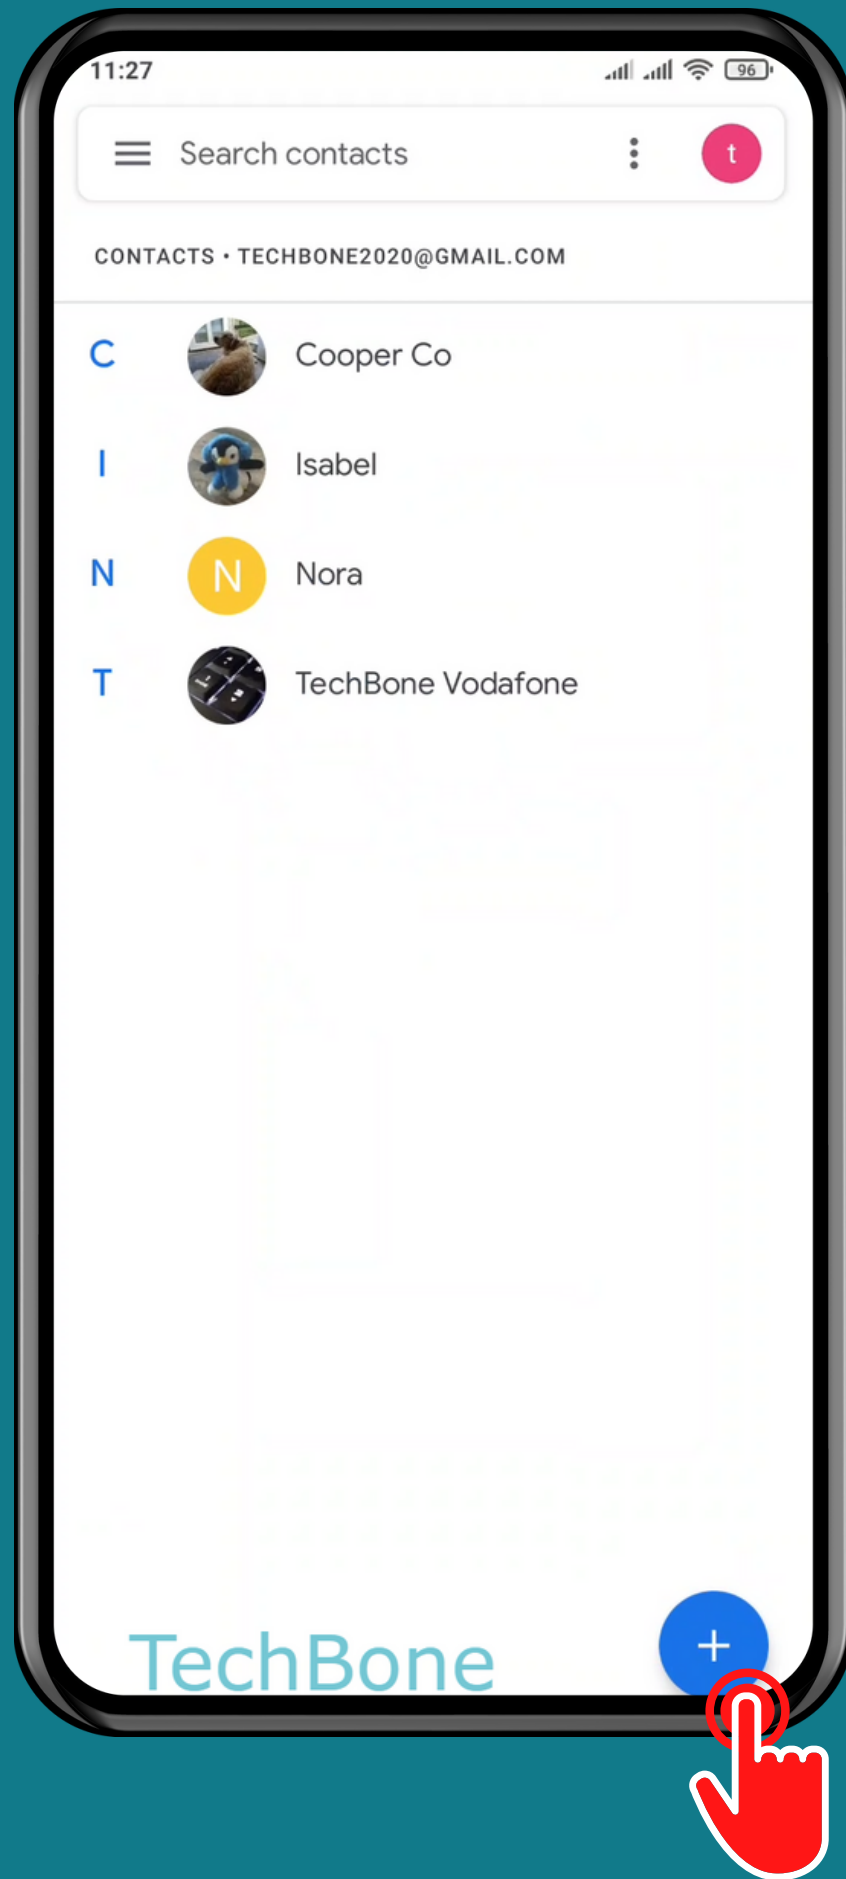 11:27 96
Search contacts t
CONTACTS • TECHBONE2020@GMAIL.COM
C Cooper Co
I Isabel
N N Nora
T TechBone Vodafone
TechBone